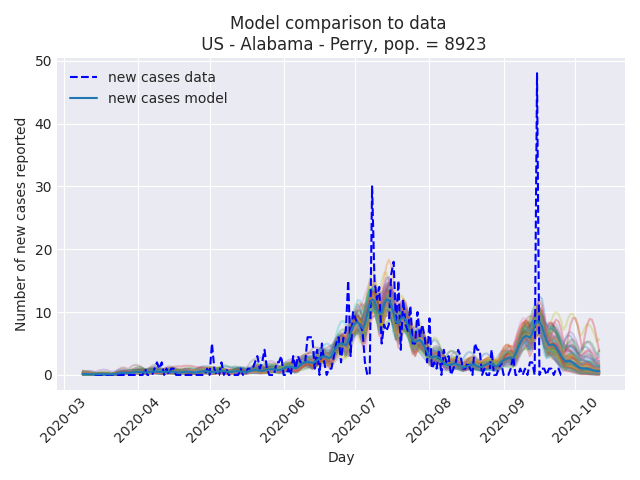 Model comparison to data
US - Alabama - Perry, pop. = 8923
new cases data
new cases model
Number of new cases reported
50
40
30
20
10
0
2020-03
2020-04
2020-05
2020-06
2020-07
2020-08
2020-09
2020-10
Day